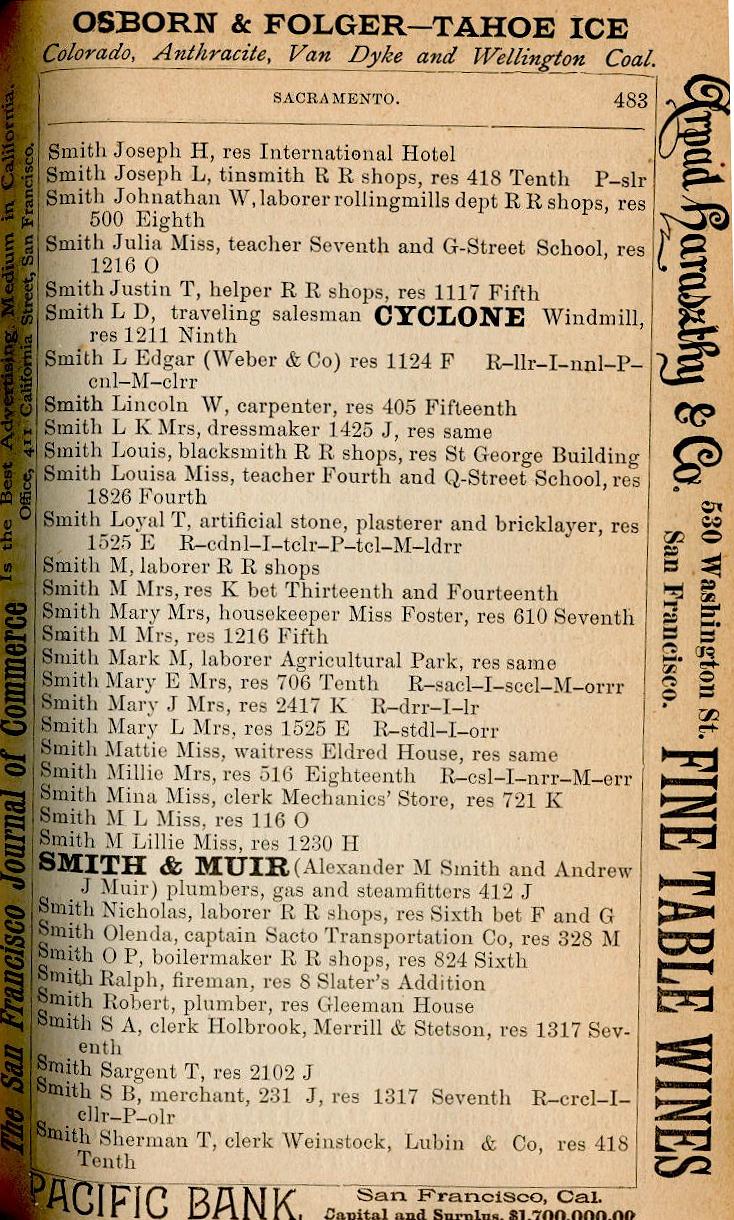 OSBORN & FOLGER—TAHOE ICE
Colorado, Anthracite, Van Dyke and Wellington Coal.
SACRAMENTO. 483
Smith Joseph H, res International Hotel
Smith Joseph L, tinsmith R R shops, res 418 Tenth P–slr
Smith Johnathan W, laborer rollingmills dept R R shops, res
500 Eighth
Smith Julia Miss, teacher Seventh and G-Street School, res
1216 O
Smith Justin T, helper R R shops, res 1117 Fifth
Smith L D, traveling salesman CYCLONE Windmill,
res 1211 Ninth
Smith L Edgar (Weber & Co) res 1124 F R–llr–I–nnl–P–
cnl–M–clrr
Smith Lincoln W, carpenter, res 405 Fifteenth
Smith L K Mrs, dressmaker 1425 J, res same
Smith Louis, blacksmith R R shops, res St George Building
Smith Louisa Miss, teacher Fourth and Q-Street School, res
1826 Fourth
Smith Loyal T, artificial stone, plasterer and bricklayer, res
1525 E R–cdnl–I–tclr–P–tcl–M–ldrr
Smith M, laborer R R shops
Smith M Mrs, res K bet Thirteenth and Fourteenth
Smith Mary Mrs, housekeeper Miss Foster, res 610 Seventh
Smith M Mrs, res 1216 Fifth
Smith Mark M, laborer Agricultural Park, res same
Smith Mary E Mrs, res 706 Tenth R–sacl–I–sccl–M–orrr
Smith Mary J Mrs, res 2417 K R–drr–I–lr
Smith Mary L Mrs, res 1525 E R–stdl–I–orr
Smith Mattie Miss, waitress Eldred House, res same
Smith Millie Mrs, res 516 Eighteenth R–csl–I–nrr–M–err
Smith Mina Miss, clerk Mechanics' Store, res 721 K
Smith M L Miss, res 116 O
Smith M Lillie Miss, res 1230 H
SMITH & MUIR (Alexander M Smith and Andrew
J Muir) plumbers, gas and steamfitters 412 J
Smith Nicholas, laborer R R shops, res Sixth bet F and G
Smith Olenda, captain Sacto Transportation Co, res 328 M
Smith O P, boilermaker R R shops, res 824 Sixth
Smith Ralph, fireman, res 8 Slater's Addition
Smith Robert, plumber, res Gleeman House
Smith S A, clerk Holbrook, Merrill & Stetson, res 1317 Sev-
enth
Smith Sargent T, res 2102 J
Smith S B, merchant, 231 J, res 1317 Seventh R–crcl–I–
cllr–P–olr
Smith Sherman T, clerk Weinstock, Lubin & Co, res 418
Tenth
PACIFIC BANK, San Francisco, Cal.
Capital and Surplus, $1,700,000.00
The San Francisco Journal of Commerce Is the Best Advertising Medium in California.
Office, 411 California Street, San Francisco.
Arpad Haraszthy & Co. 530 Washington St.
San Francisco.
FINE TABLE WINES